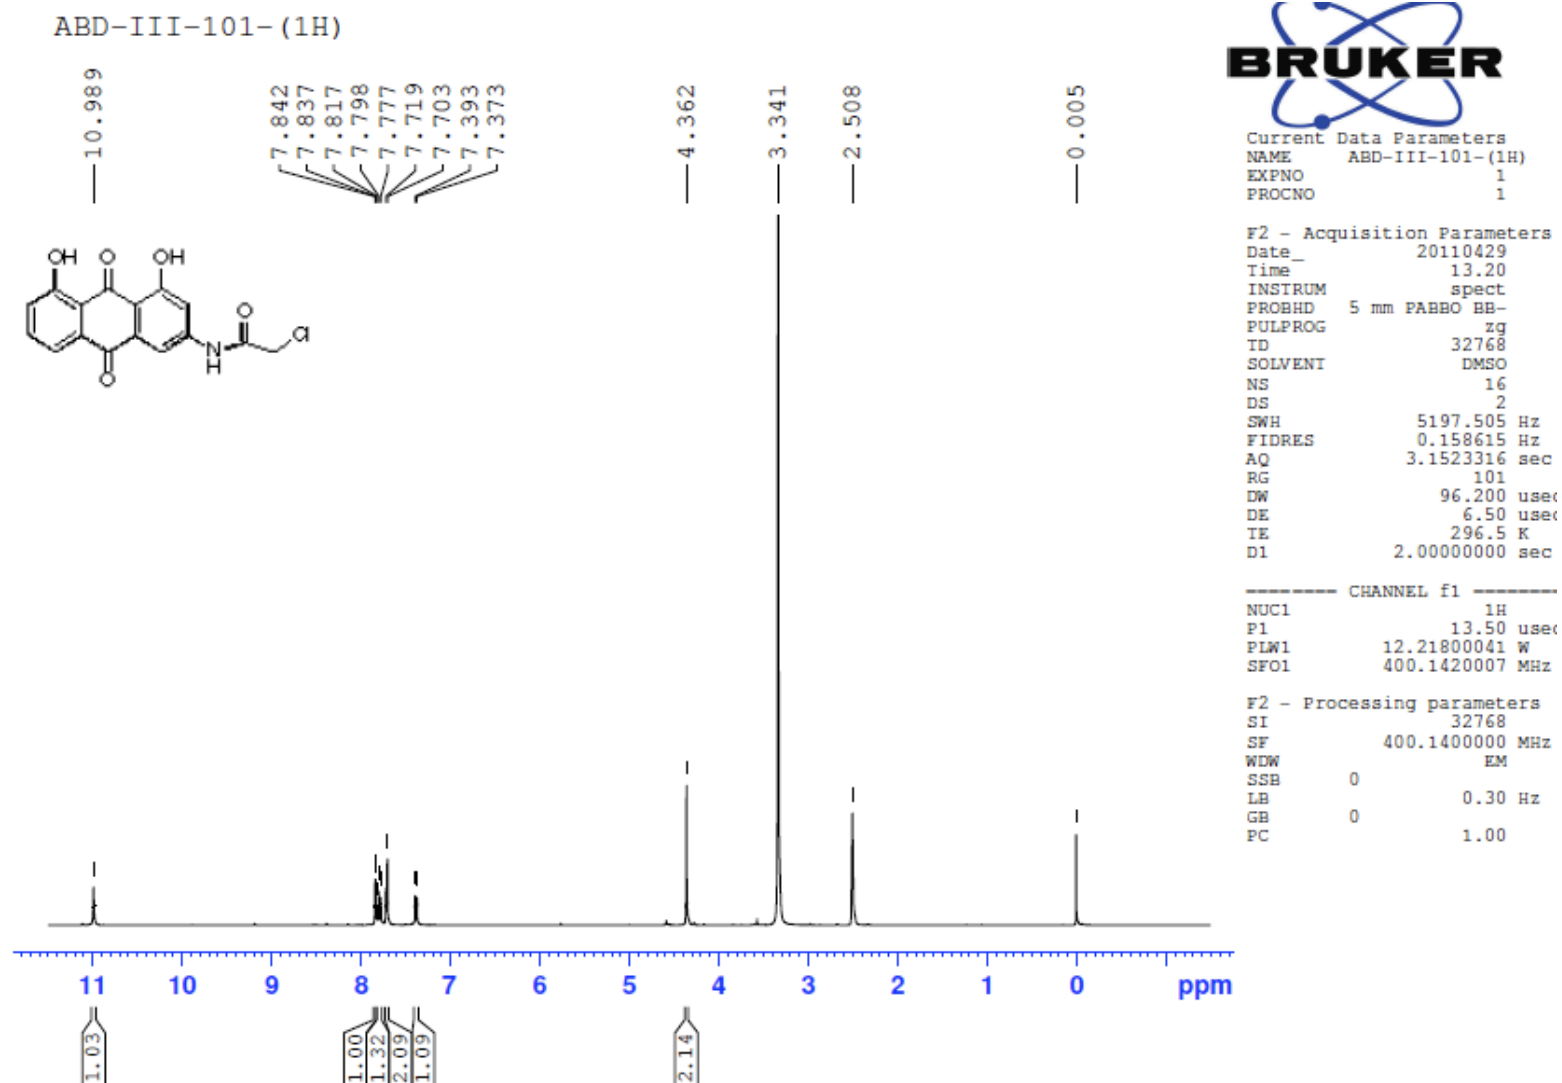 ABD-III-101-(1H)
10.989
7.842
7.837
7.817
7.798
7.777
7.719
7.703
7.393
7.373
4.362
3.341
2.508
0.005
OH O OH
O
Cl
N
H
O
BRUKER
Current Data Parameters
NAME ABD-III-101-(1H)
EXPNO 1
PROCNO 1
F2 - Acquisition Parameters
Date_ 20110429
Time 13.20
INSTRUM spect
PROBHD 5 mm PABBO BB-
PULPROG zg
TD 32768
SOLVENT DMSO
NS 16
DS 2
SWH 5197.505 Hz
FIDRES 0.158615 Hz
AQ 3.1523316 sec
RG 101
DW 96.200 usec
DE 6.50 usec
TE 296.5 K
D1 2.00000000 sec
======== CHANNEL f1 ========
NUC1 1H
P1 13.50 usec
PLW1 12.21800041 W
SFO1 400.1420007 MHz
F2 - Processing parameters
SI 32768
SF 400.1400000 MHz
WDW EM
SSB 0
LB 0.30 Hz
GB 0
PC 1.00
11 10 9 8 7 6 5 4 3 2 1 0 ppm
1.03
1.00
1.32
2.09
1.09
2.14